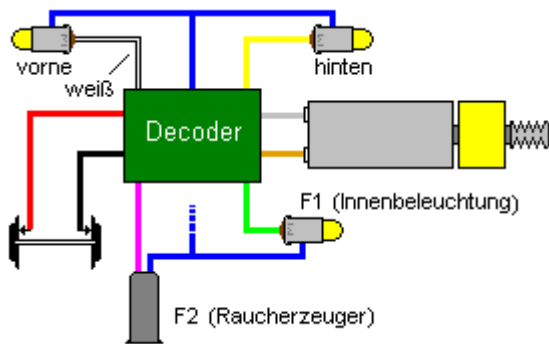 vorne
hinten
weiß
Decoder
F1 (Innenbeleuchtung)
F2 (Raucherzeuger)